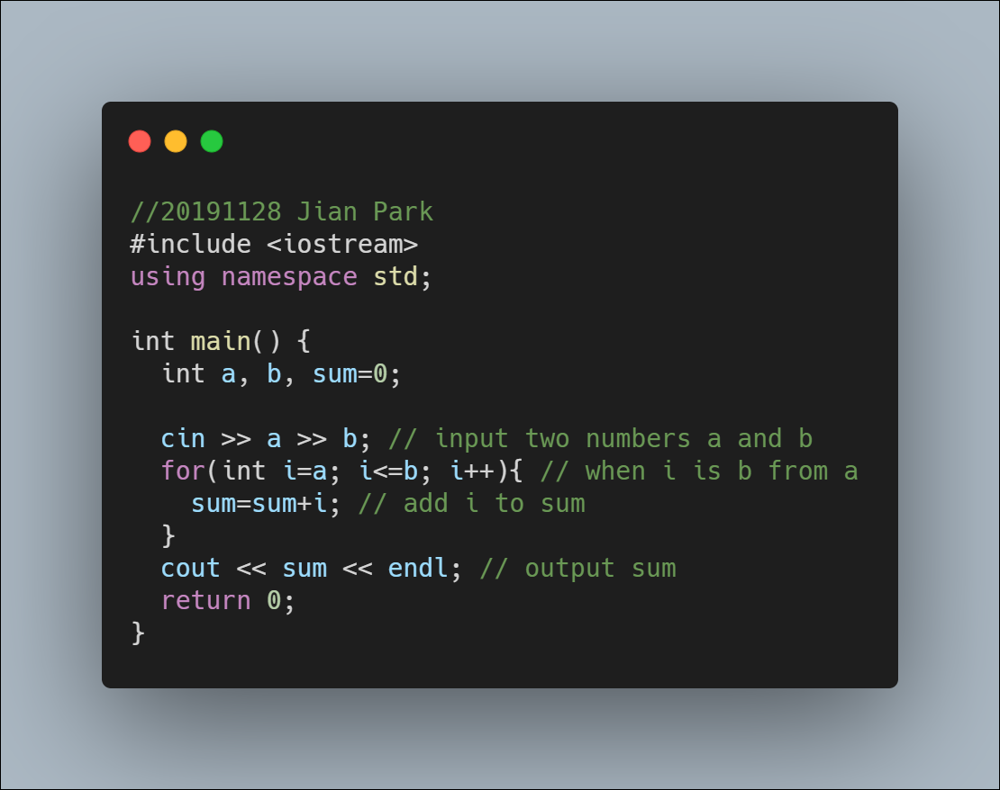 //20191128 Jian Park
#include <iostream>
using namespace std;
int main() {
  int a, b, sum=0;
  cin >> a >> b; // input two numbers a and b
  for(int i=a; i<=b; i++){ // when i is b from a
    sum=sum+i; // add i to sum
  }
  cout << sum << endl; // output sum
  return 0;
}